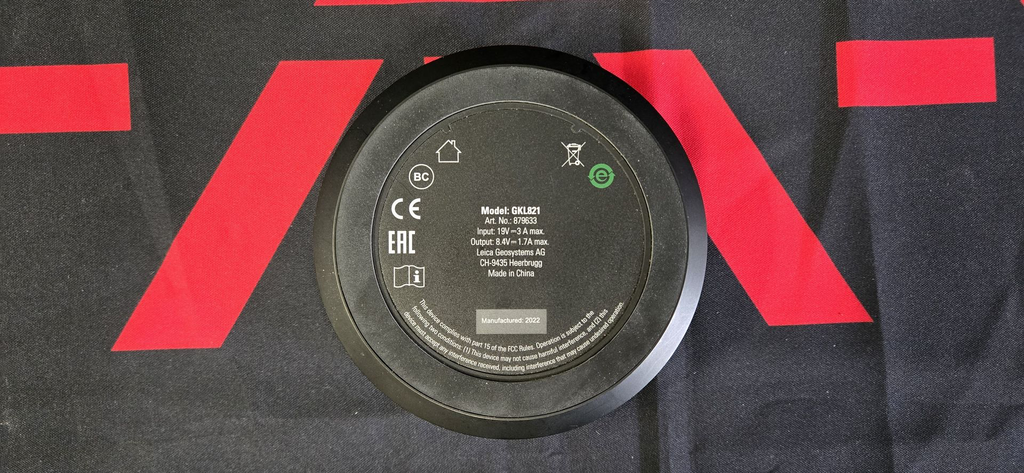 BC
e
CE
EAC
i
Model: GKL821
Art. No.: 879633
Input: 19V⎓3 A max.
Output: 8.4V⎓1.7A max.
Leica Geosystems AG
CH-9435 Heerbrugg
Made in China
Manufactured: 2022
This device complies with part 15 of the FCC Rules. Operation is subject to the
following two conditions: (1) This device may not cause harmful interference, and (2) this
device must accept any interference received, including interference that may cause undesired operation.